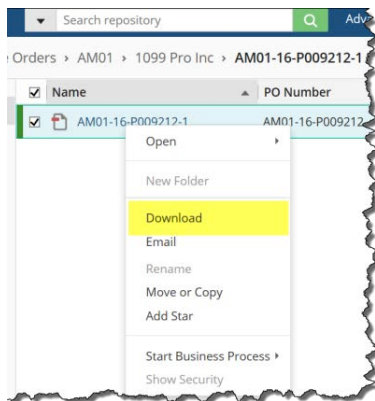 Search repository Adv
Orders › AM01 › 1099 Pro Inc › AM01-16-P009212-1
Name PO Number
AM01-16-P009212-1 AM01-16-P009212
Open
New Folder
Download
Email
Rename
Move or Copy
Add Star
Start Business Process
Show Security